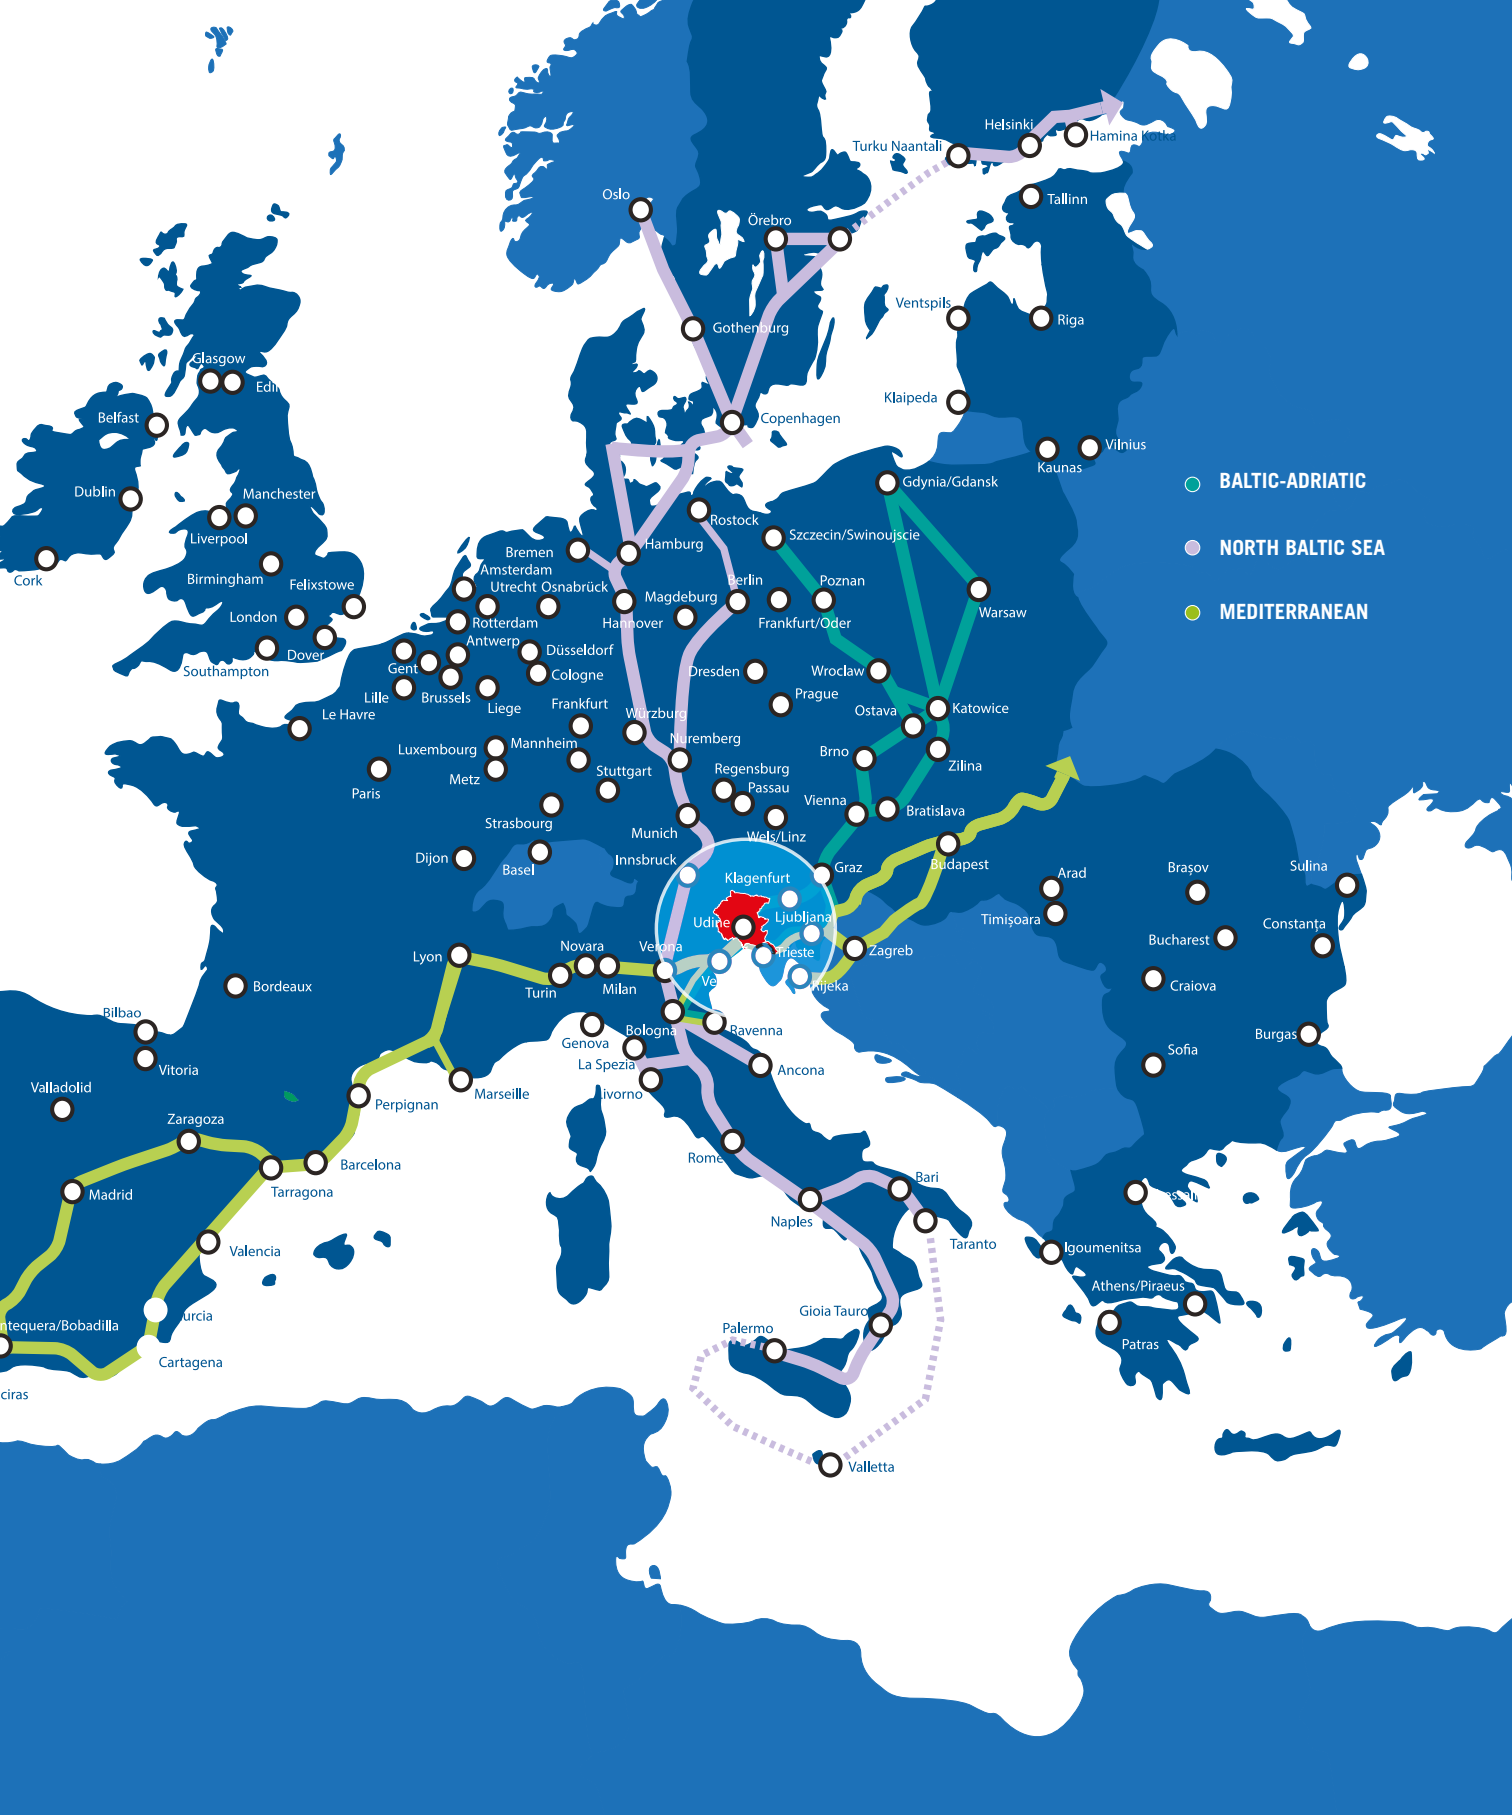 Helsinki
Hamina Kotka
Turku Naantali
Oslo
Tallinn
Örebro
Ventspils
Riga
Gothenburg
Glasgow
Edin
Klaipeda
Belfast
Copenhagen
Vilnius
Kaunas
BALTIC-ADRIATIC
Gdynia/Gdansk
Dublin
Manchester
Rostock
Liverpool
Szczecin/Swinoujscie
Hamburg
NORTH BALTIC SEA
Bremen
Amsterdam
Cork
Birmingham
Felixstowe
Utrecht
Osnabrück
Berlin
Poznan
Magdeburg
MEDITERRANEAN
Warsaw
London
Rotterdam
Hannover
Frankfurt/Oder
Antwerp
Düsseldorf
Dover
Southampton
Gent
Cologne
Dresden
Wroclaw
Lille
Brussels
Prague
Liege
Frankfurt
Ostava
Katowice
Le Havre
Würzburg
Nuremberg
Luxembourg
Mannheim
Brno
Zilina
Metz
Stuttgart
Regensburg
Passau
Paris
Vienna
Bratislava
Strasbourg
Munich
Wels/Linz
Dijon
Basel
Innsbruck
Graz
Budapest
Klagenfurt
Arad
Brașov
Sulina
Udine
Ljubljana
Timișoara
Constanța
Bucharest
Lyon
Novara
Verona
Trieste
Zagreb
Ve
Rijeka
Turin
Milan
Bordeaux
Craiova
Bilbao
Bologna
Ravenna
Burgas
Genova
Sofia
La Spezia
Ancona
Vitoria
Valladolid
Marseille
Livorno
Perpignan
Zaragoza
Rome
Barcelona
Bari
Madrid
Tarragona
Naples
Valencia
Taranto
Igoumenitsa
Athens/Piraeus
Gioia Tauro
urcia
ntequera/Bobadilla
Palermo
Patras
Cartagena
ciras
Valletta